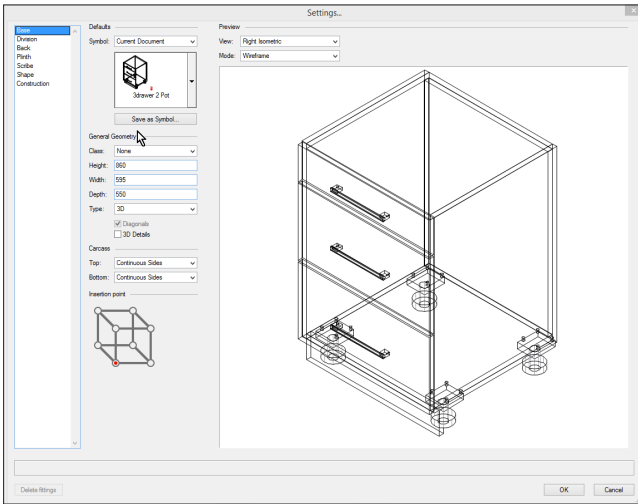 Settings...
Base
Division
Back
Plinth
Scribe
Shape
Construction
Defaults
Symbol: Current Document
3drawer 2 Pot
Save as Symbol...
General Geometry
Class: None
Height: 860
Width: 595
Depth: 550
Type: 3D
Diagonals
3D Details
Carcass
Top: Continuous Sides
Bottom: Continuous Sides
Insertion point
Preview
View: Right Isometric
Mode: Wireframe
Delete fittings
OK Cancel